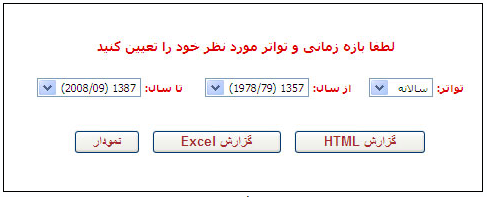 لطفا بازه زمانی و تواتر مورد نظر خود را تعیین کنید
تواتر: سالانه از سال: 1357 (1978/79) تا سال: 1387 (2008/09)
گزارش HTML گزارش Excel نمودار